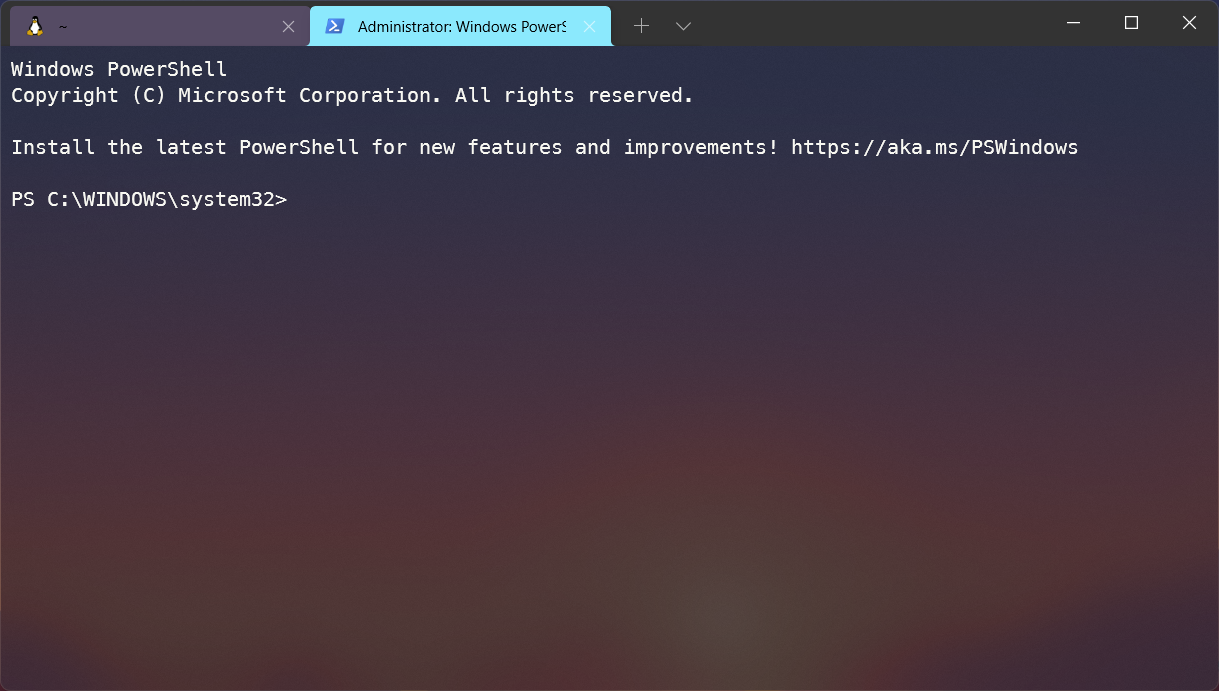 ~
Administrator: Windows PowerS
Windows PowerShell
Copyright (C) Microsoft Corporation. All rights reserved.
Install the latest PowerShell for new features and improvements! https://aka.ms/PSWindows
PS C:\WINDOWS\system32>